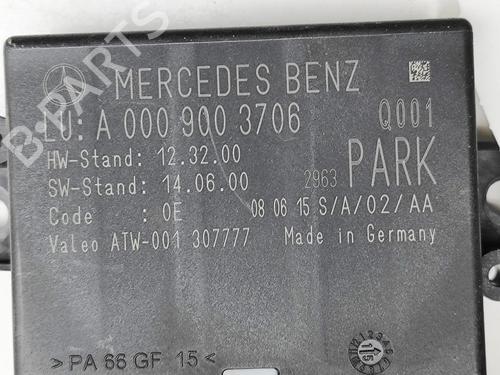 B-PARTS
MERCEDES BENZ
LU: A 000 900 3706 Q001
HW-Stand: 12.32.00
SW-Stand: 14.06.00 2963 PARK
Code : 0E 08 06 15 S/A/02/AA
Valeo ATW-001 307777 Made in Germany
>PA 66 GF 15<